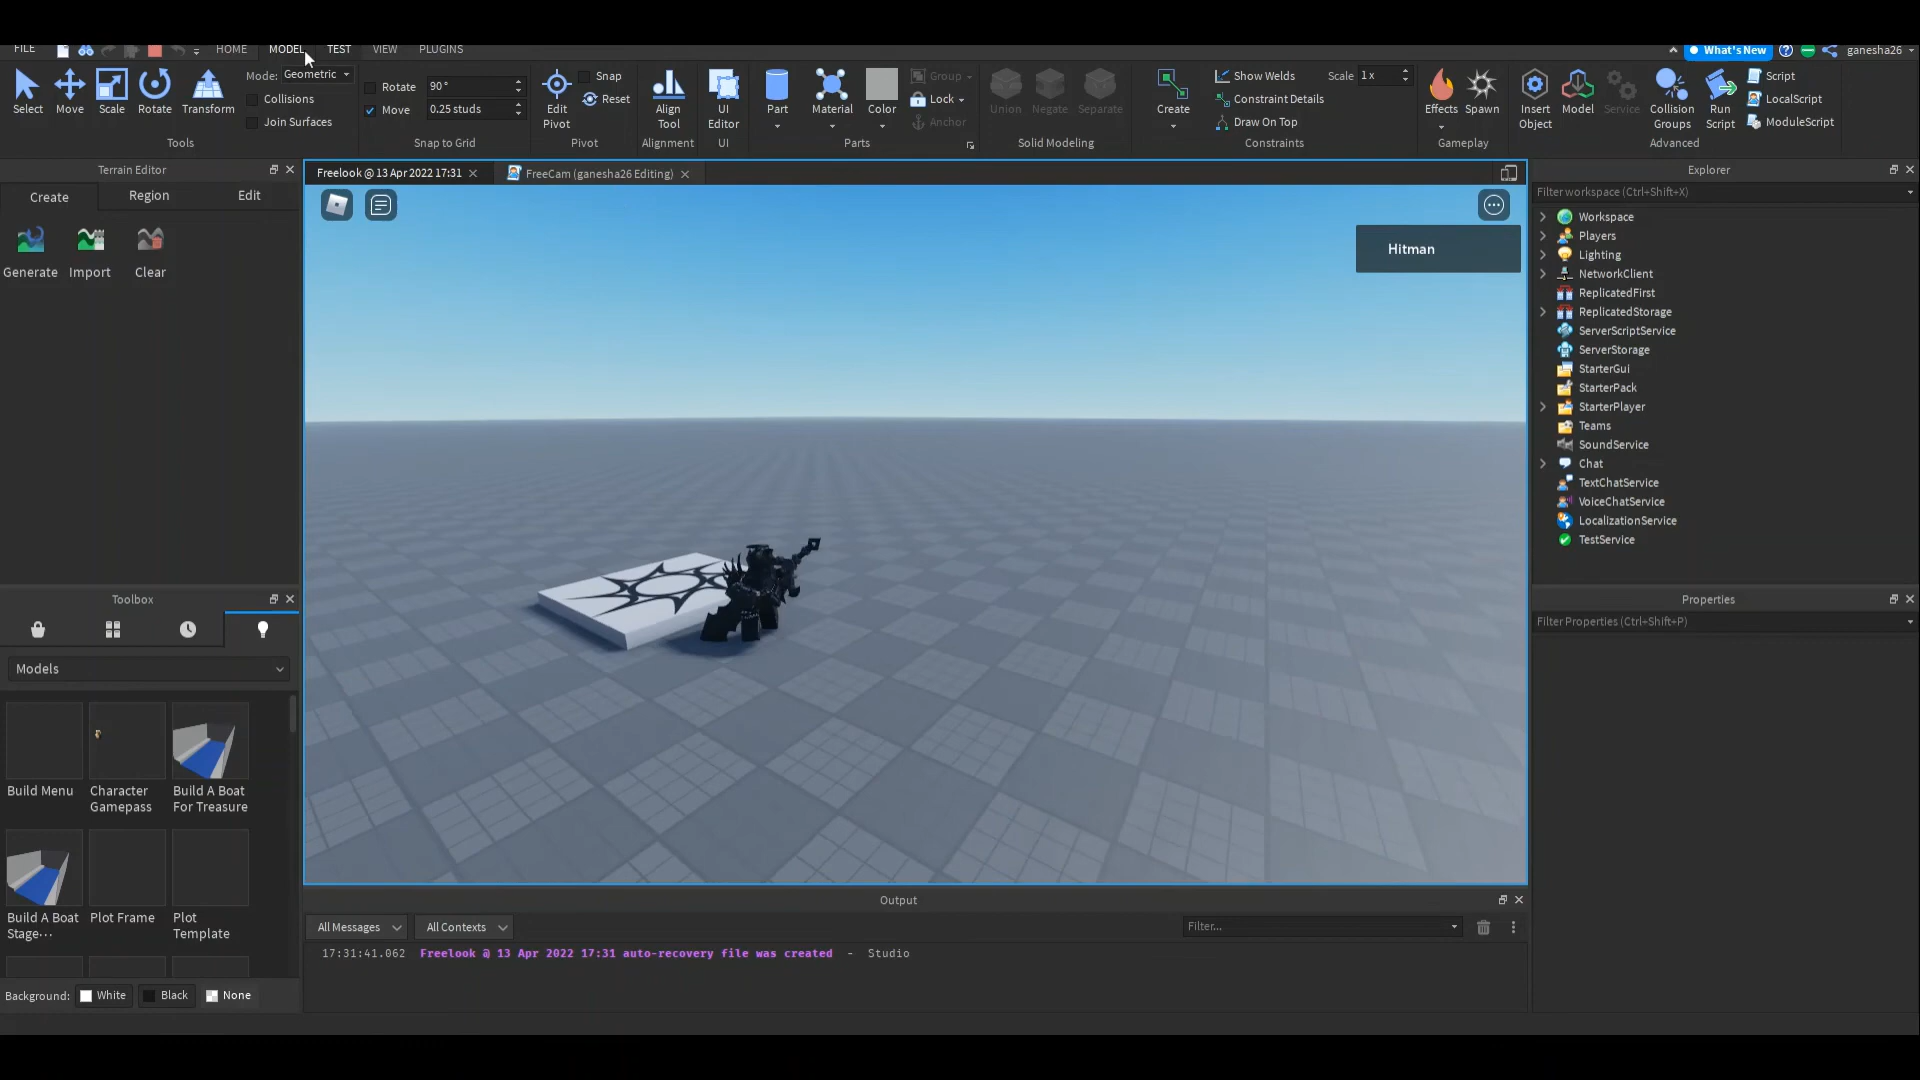 FILE HOME MODEL TEST VIEW PLUGINS What's New ganesha26
Select Move Scale Rotate Transform
Mode: Geometric
Collisions
Join Surfaces
Tools
Rotate 90°
Move 0.25 studs
Snap to Grid
Edit Pivot
Snap
Reset
Pivot
Align Tool
Alignment
UI Editor
UI
Part Material Color
Group
Lock
Anchor
Parts
Union Negate Separate
Solid Modeling
Create
Show Welds Scale 1x
Constraint Details
Draw On Top
Constraints
Effects Spawn
Gameplay
Insert Object
Model
Service
Collision Groups
Run Script
Script
LocalScript
ModuleScript
Advanced
Terrain Editor
Create Region Edit
Generate Import Clear
Toolbox
Models
Build Menu
Character Gamepass
Build A Boat For Treasure
Build A Boat Stage...
Plot Frame
Plot Template
Background: White Black None
Freelook @ 13 Apr 2022 17:31
FreeCam (ganesha26 Editing)
Hitman
Output
All Messages All Contexts Filter...
17:31:41.062 Freelook @ 13 Apr 2022 17:31 auto-recovery file was created - Studio
Explorer
Filter workspace (Ctrl+Shift+X)
Workspace
Players
Lighting
NetworkClient
ReplicatedFirst
ReplicatedStorage
ServerScriptService
ServerStorage
StarterGui
StarterPack
StarterPlayer
Teams
SoundService
Chat
TextChatService
VoiceChatService
LocalizationService
TestService
Properties
Filter Properties (Ctrl+Shift+P)